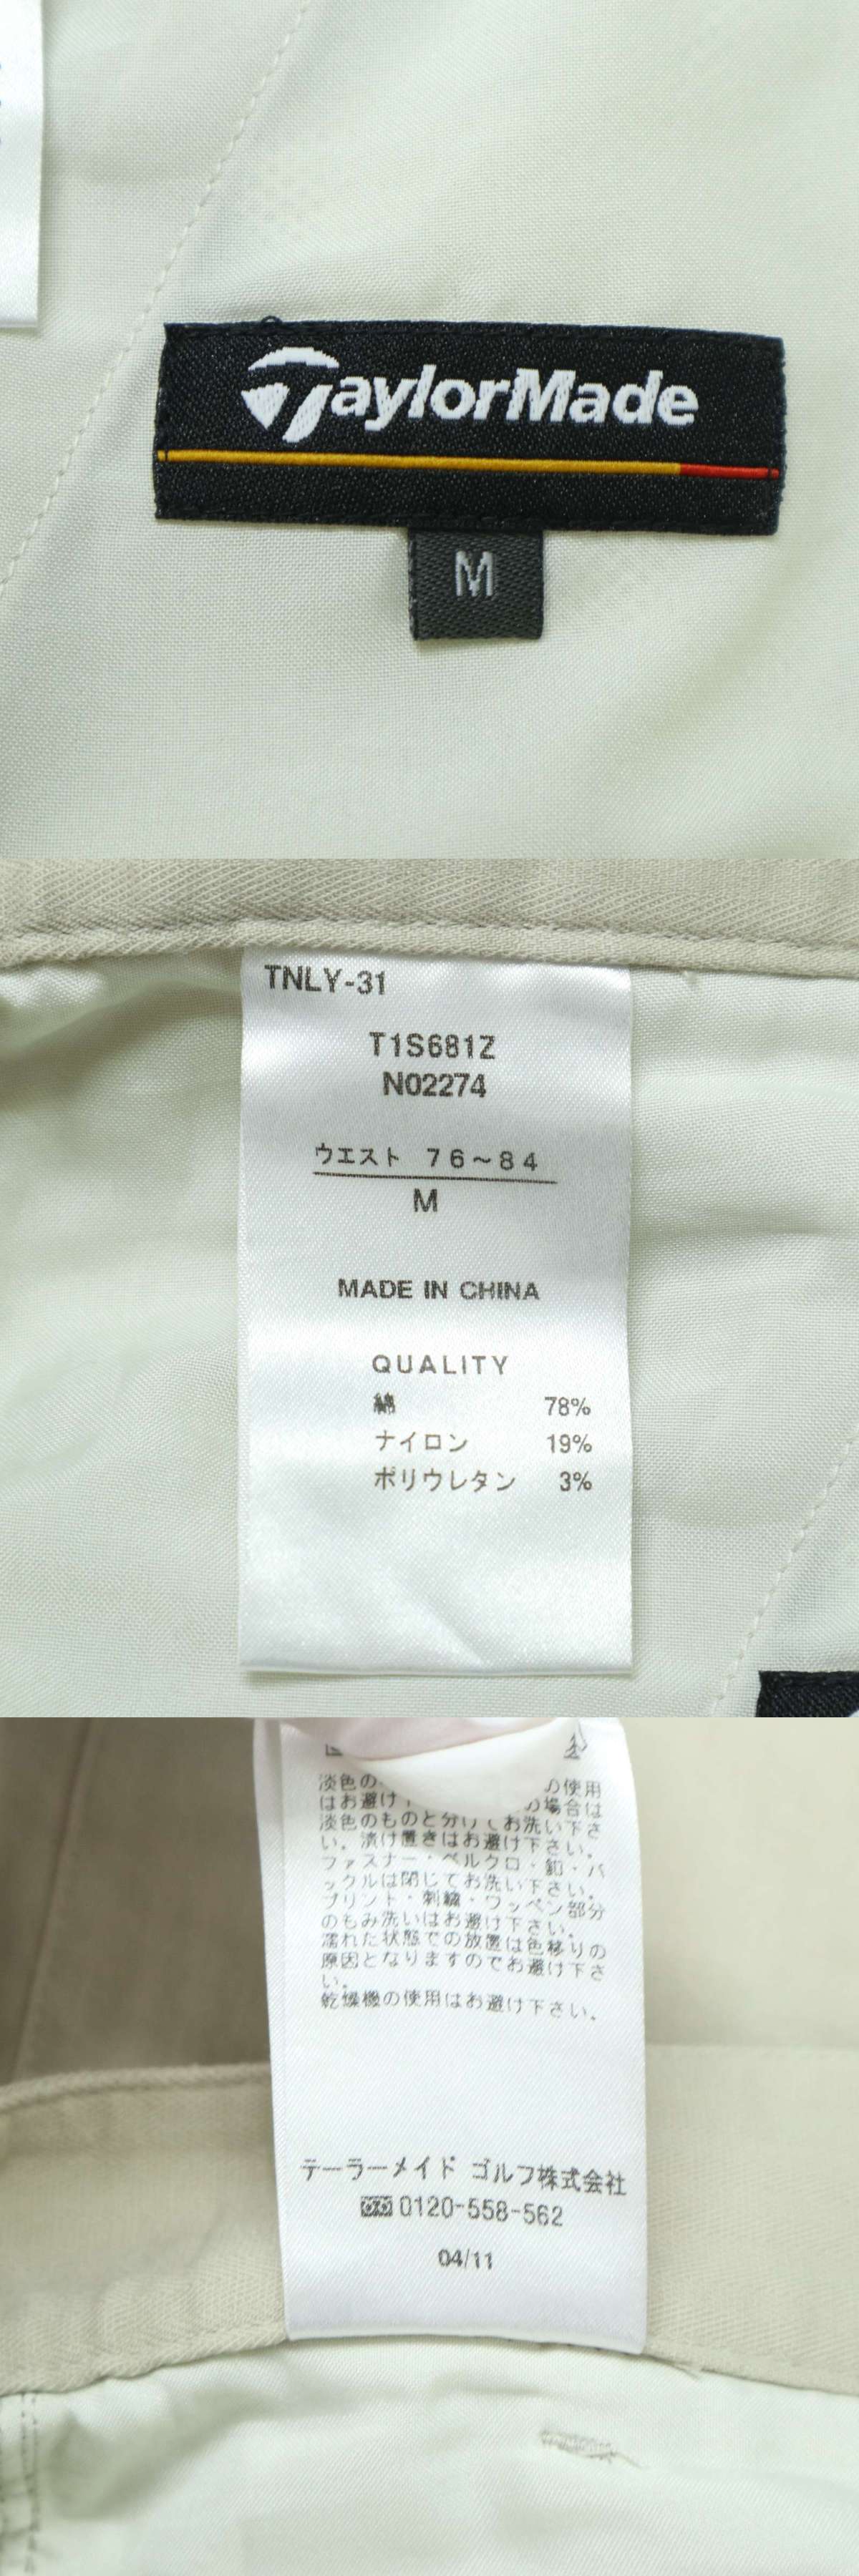 TaylorMade
M
TNLY-31
T1S681Z
N02274
ウエスト 76~84
M
MADE IN CHINA
QUALITY
綿 78%
ナイロン 19%
ポリウレタン 3%
淡色の の使用
はお避け の場合は
淡色のものと分けてお洗い下さ
い。漬け置きはお避け下さい。
ファスナー・ベルクロ・釦・バ
ックルは閉じてお洗い下さい。
プリント・刺繍・ワッペン部分
のもみ洗いはお避け下さい。
濡れた状態での放置は色移りの
原因となりますのでお避け下さ
い。
乾燥機の使用はお避け下さい。
テーラーメイド ゴルフ株式会社
0120-558-562
04/11